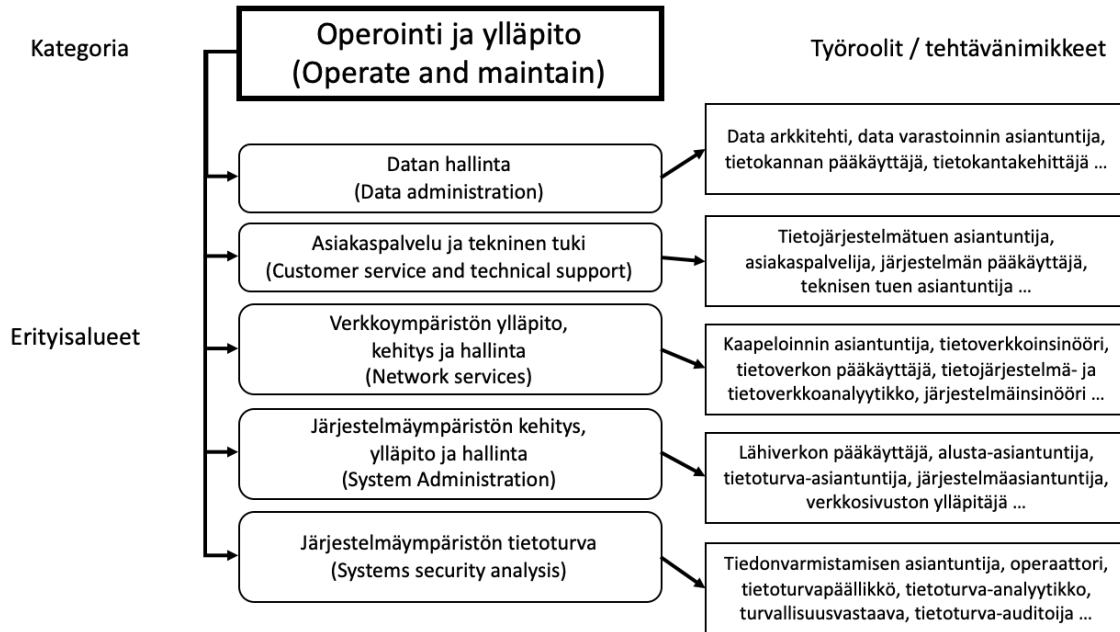 Kategoria
Operointi ja ylläpito
(Operate and maintain)
Työroolit / tehtävänimikkeet
Erityisalueet
Datan hallinta
(Data administration)
Data arkkitehti, data varastoinnin asiantuntija,
tietokannan pääkäyttäjä, tietokantakehittäjä ...
Asiakaspalvelu ja tekninen tuki
(Customer service and technical support)
Tietojärjestelmätuen asiantuntija,
asiakaspalvelija, järjestelmän pääkäyttäjä,
teknisen tuen asiantuntija ...
Verkkoympäristön ylläpito,
kehitys ja hallinta
(Network services)
Kaapeloinnin asiantuntija, tietoverkkoinsinööri,
tietoverkon pääkäyttäjä, tietojärjestelmä- ja
tietoverkkoanalyytikko, järjestelmäinsinööri ...
Järjestelmäympäristön kehitys,
ylläpito ja hallinta
(System Administration)
Lähiverkon pääkäyttäjä, alusta-asiantuntija,
tietoturva-asiantuntija, järjestelmäasiantuntija,
verkkosivuston ylläpitäjä ...
Järjestelmäympäristön tietoturva
(Systems security analysis)
Tiedonvarmistamisen asiantuntija, operaattori,
tietoturvapäällikkö, tietoturva-analyytikko,
turvallisuusvastaava, tietoturva-auditoija ...